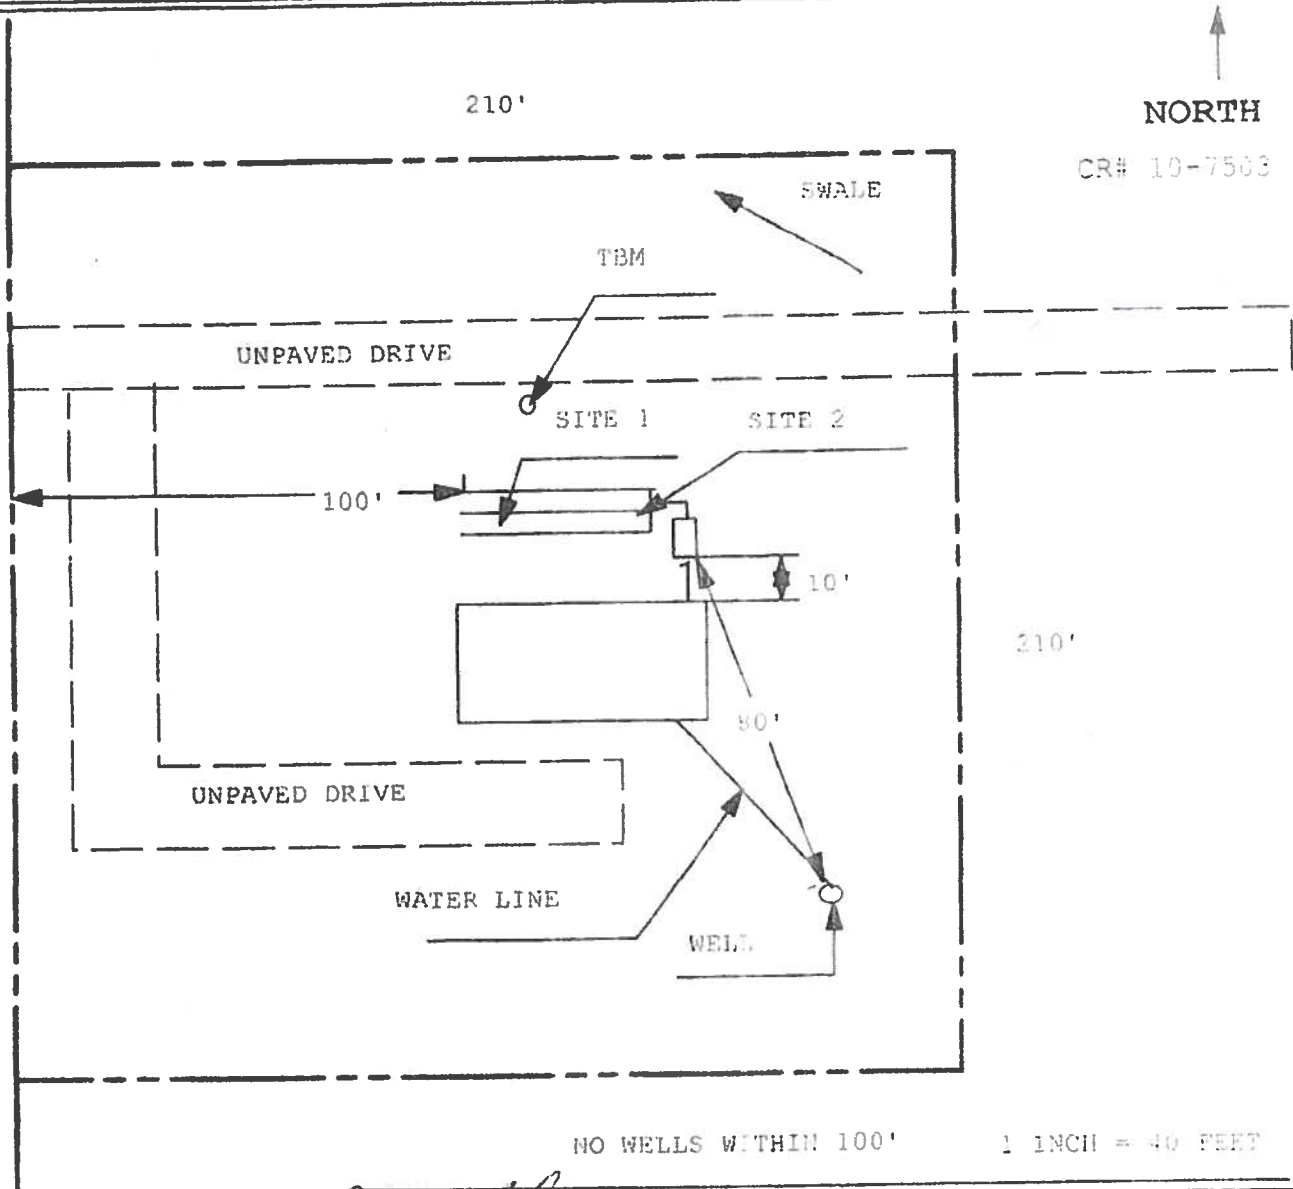 210'
NORTH
CR# 10-7503
SWALE
TBM
UNPAVED DRIVE
SITE 1
SITE 2
100'
10'
210'
80'
UNPAVED DRIVE
WATER LINE
WELL
NO WELLS WITHIN 100'
1 INCH = 40 FEET